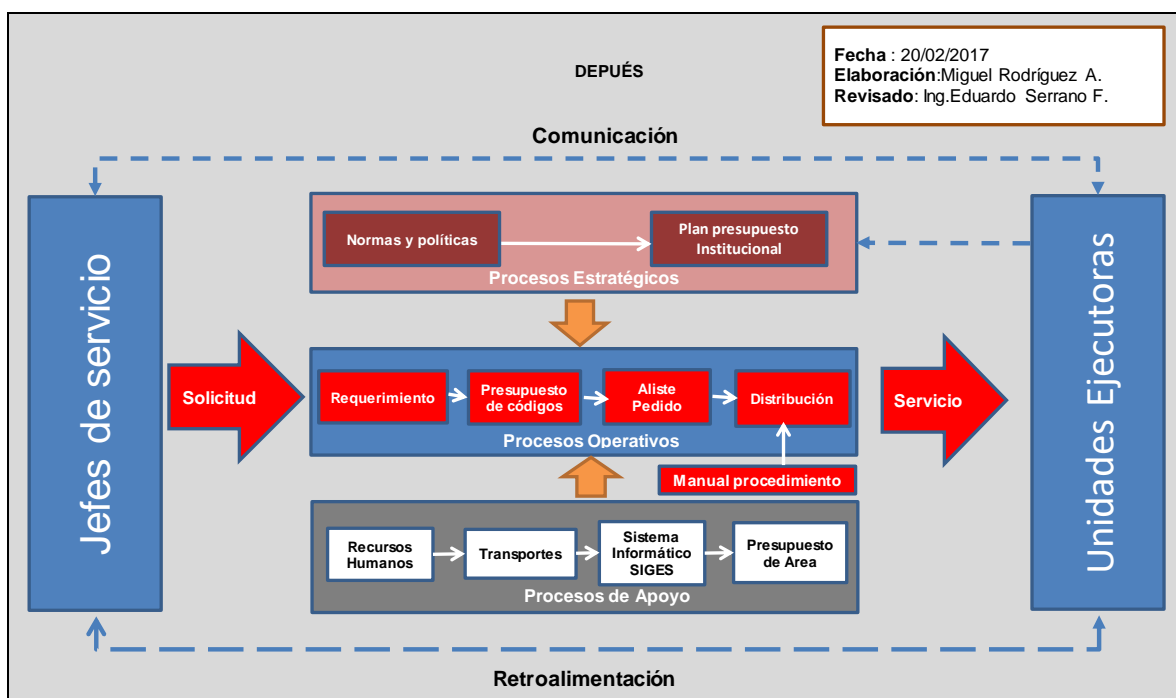 DEPUÉS
Fecha : 20/02/2017
Elaboración:Miguel Rodríguez A.
Revisado: Ing.Eduardo Serrano F.
Comunicación
Jefes de servicio
Normas y políticas
Plan presupuesto
Institucional
Procesos Estratégicos
Solicitud
Requerimiento
Presupuesto
de códigos
Aliste
Pedido
Distribución
Procesos Operativos
Servicio
Manual procedimiento
Recursos
Humanos
Transportes
Sistema
Informático
SIGES
Presupuesto
de Area
Procesos de Apoyo
Unidades Ejecutoras
Retroalimentación